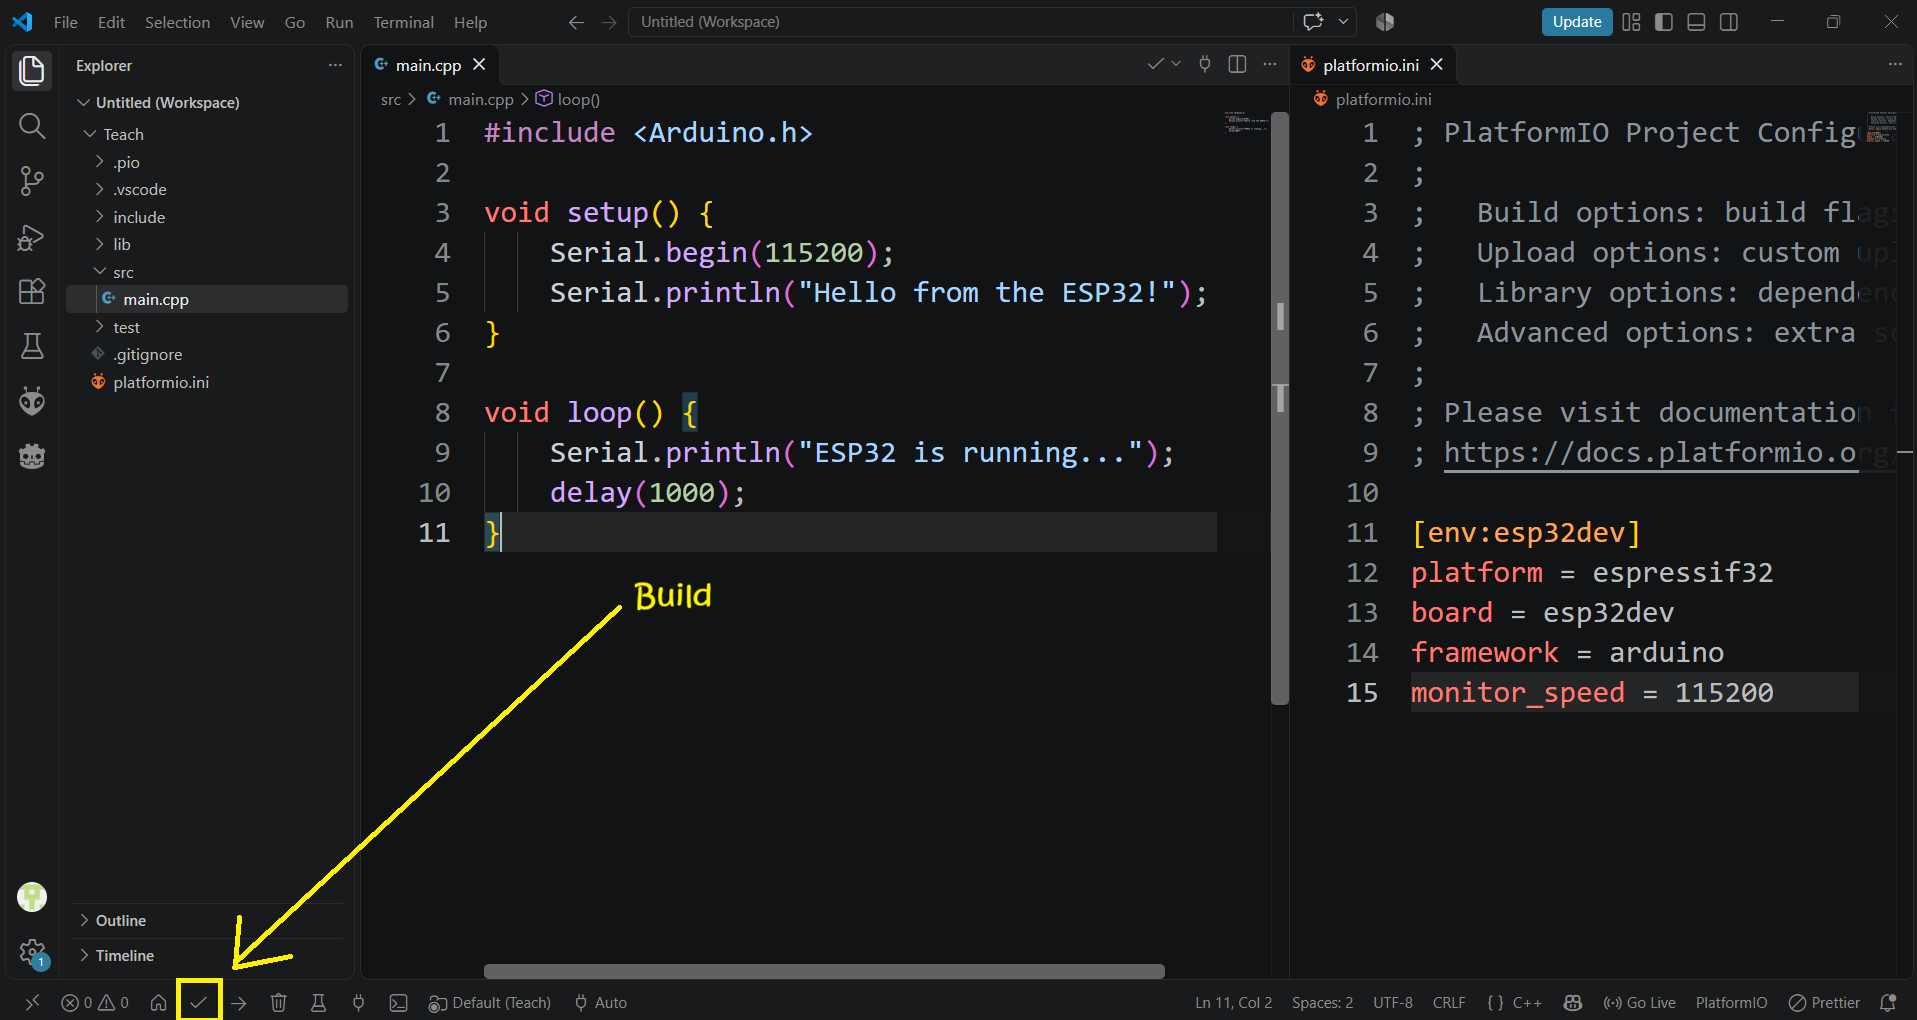 File Edit Selection View Go Run Terminal Help
Untitled (Workspace)
Update
Explorer
Untitled (Workspace)
Teach
.pio
.vscode
include
lib
src
main.cpp
test
.gitignore
platformio.ini
Outline
Timeline
1
main.cpp
src > main.cpp > loop()
1 #include <Arduino.h>
2
3 void setup() {
4 Serial.begin(115200);
5 Serial.println("Hello from the ESP32!");
6 }
7
8 void loop() {
9 Serial.println("ESP32 is running...");
10 delay(1000);
11 }
Build
platformio.ini
platformio.ini
1 ; PlatformIO Project Config
2 ;
3 ; Build options: build flags
4 ; Upload options: custom upl
5 ; Library options: dependenc
6 ; Advanced options: extra sc
7 ;
8 ; Please visit documentation
9 ; https://docs.platformio.org/
10
11 [env:esp32dev]
12 platform = espressif32
13 board = esp32dev
14 framework = arduino
15 monitor_speed = 115200
0 0 Default (Teach) Auto Ln 11, Col 2 Spaces: 2 UTF-8 CRLF {} C++ Go Live PlatformIO Prettier